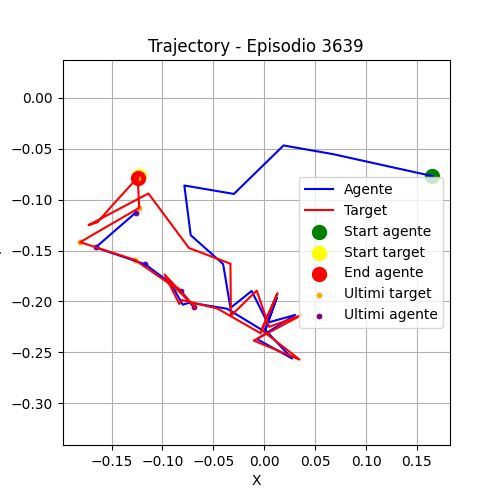 Trajectory - Episodio 3639
0.00
−0.05
−0.10
−0.15
−0.20
−0.25
−0.30
Agente
Target
Start agente
Start target
End agente
Ultimi target
Ultimi agente
−0.15 −0.10 −0.05 0.00 0.05 0.10 0.15
X